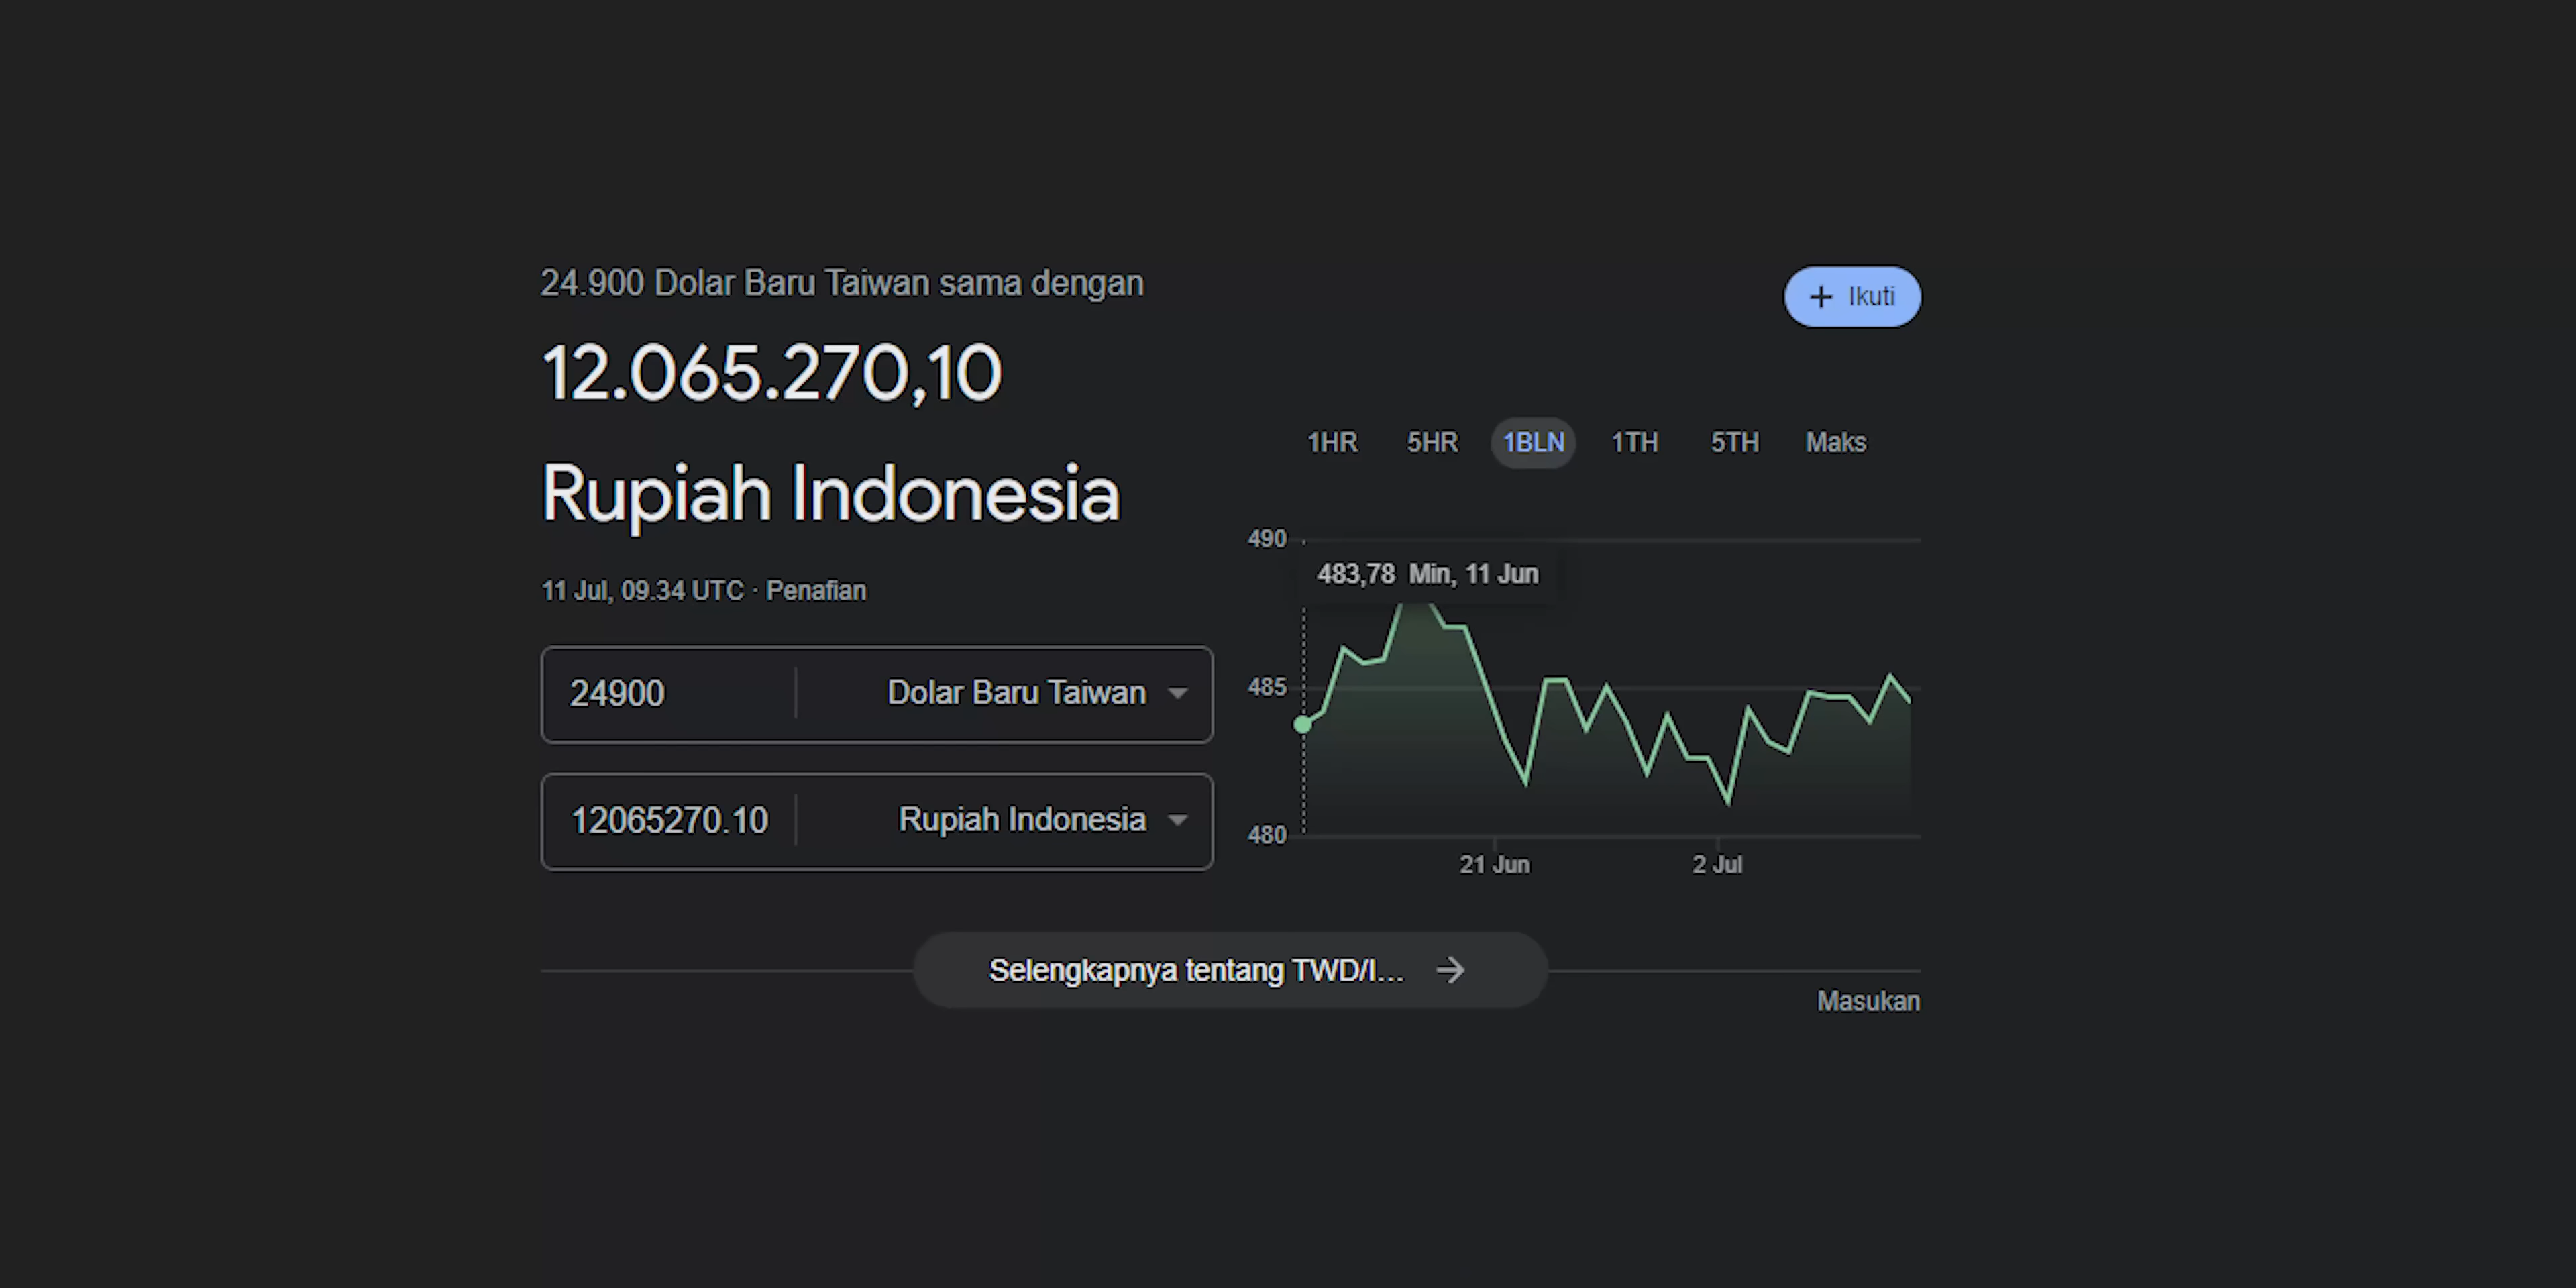 24.900 Dolar Baru Taiwan sama dengan
12.065.270,10
Rupiah Indonesia
11 Jul, 09.34 UTC · Penafian
24900 Dolar Baru Taiwan
12065270.10 Rupiah Indonesia
+ Ikuti
1HR 5HR 1BLN 1TH 5TH Maks
490
483,78 Min, 11 Jun
485
480
21 Jun 2 Jul
Selengkapnya tentang TWD/I... →
Masukan